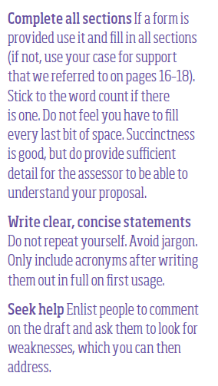 Complete all sections If a form is
provided use it and fill in all sections
(if not, use your case for support
that we referred to on pages 16-18).
Stick to the word count if there
is one. Do not feel you have to fill
every last bit of space. Succinctness
is good, but do provide sufficient
detail for the assessor to be able to
understand your proposal.
Write clear, concise statements
Do not repeat yourself. Avoid jargon.
Only include acronyms after writing
them out in full on first usage.
Seek help Enlist people to comment
on the draft and ask them to look for
weaknesses, which you can then
address.